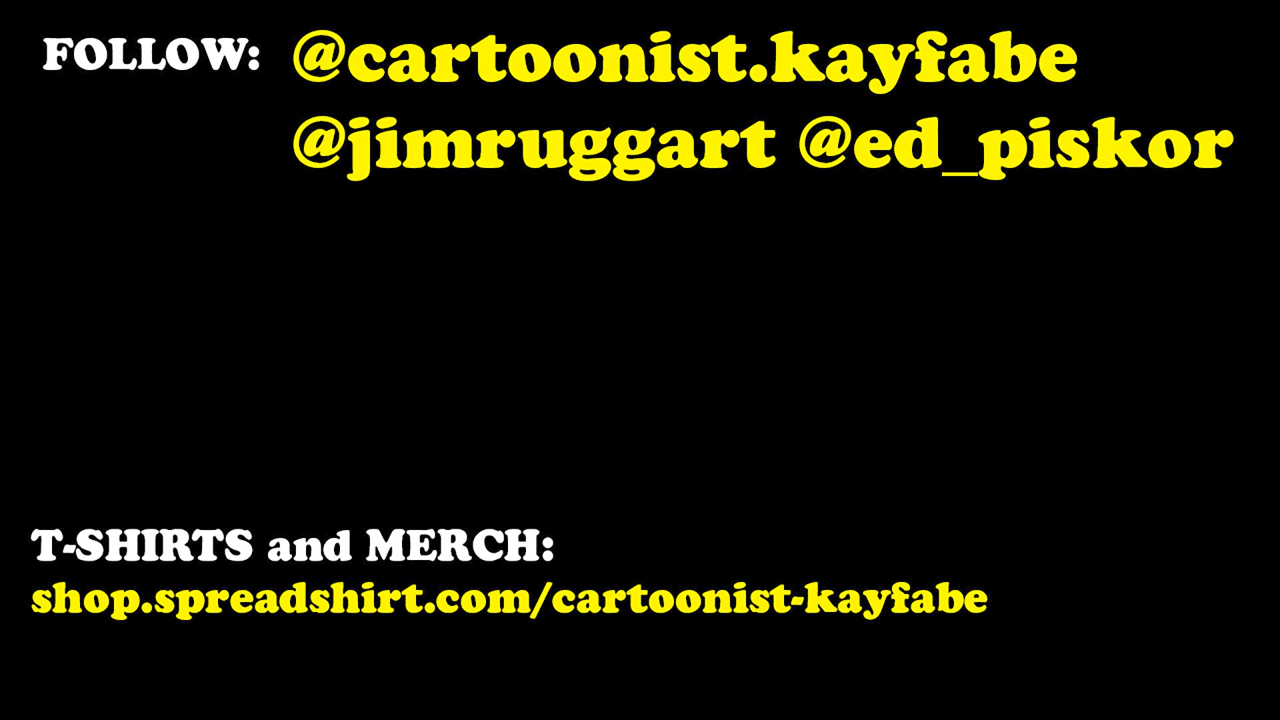 FOLLOW: @cartoonist.kayfabe
@jimruggart @ed_piskor
T-SHIRTS and MERCH:
shop.spreadshirt.com/cartoonist-kayfabe